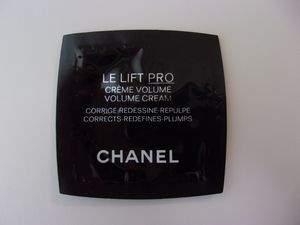 LE LIFT PRO
CRÈME VOLUME
VOLUME CREAM
CORRIGE-REDESSINE-REPULPE
CORRECTS-REDEFINES-PLUMPS
CHANEL